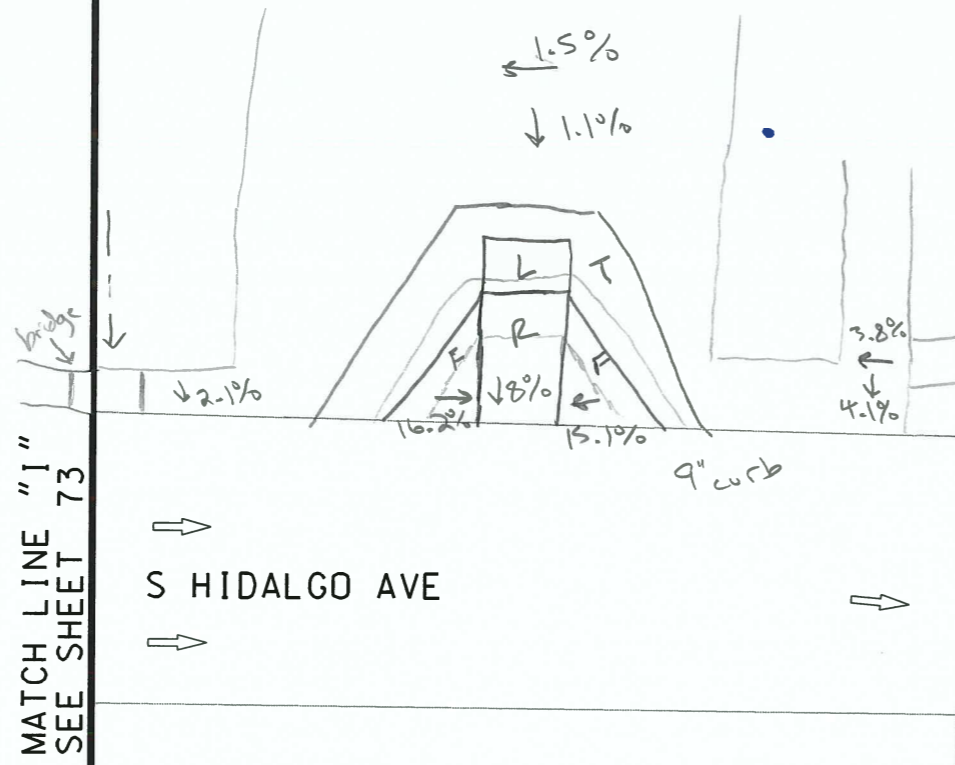 1.5%
1.1%
L T
R
F F
bridge
2.1%
8%
16.2%
15.1%
3.8%
4.1%
9" curb
MATCH LINE "I"
SEE SHEET 73
S HIDALGO AVE